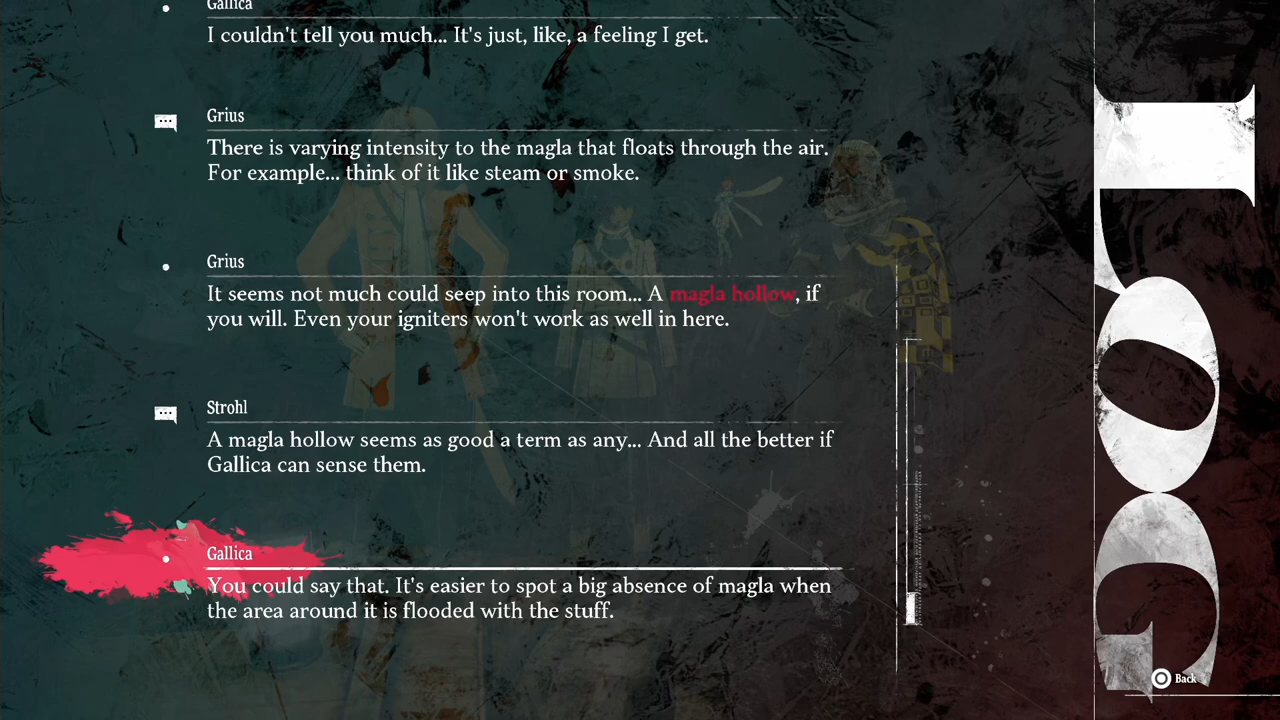 Gallica
I couldn't tell you much... It's just, like, a feeling I get.
Grius
There is varying intensity to the magla that floats through the air.
For example... think of it like steam or smoke.
Grius
It seems not much could seep into this room... A magla hollow, if
you will. Even your igniters won't work as well in here.
Strohl
A magla hollow seems as good a term as any... And all the better if
Gallica can sense them.
Gallica
You could say that. It's easier to spot a big absence of magla when
the area around it is flooded with the stuff.
LOG
Back